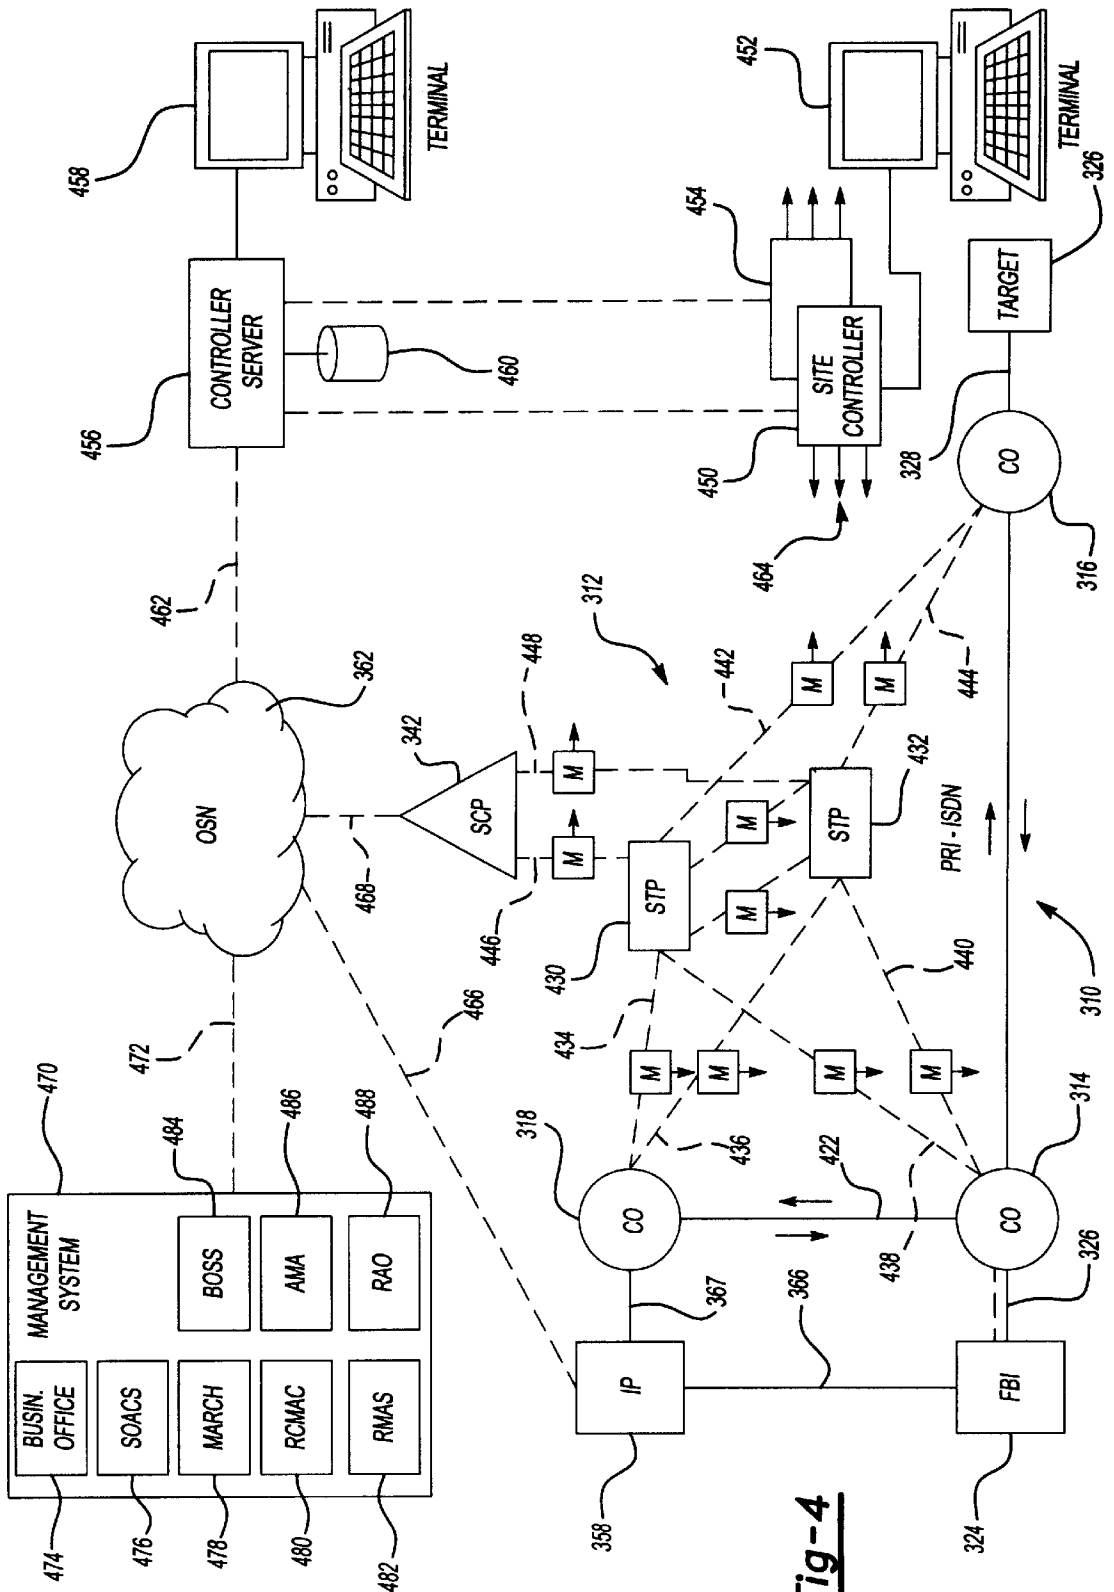 470
MANAGEMENT
SYSTEM
474
BUSIN.
OFFICE
476
SOACS
478
MARCH
480
RCMAC
482
RMAS
484
BOSS
486
AMA
488
RAO
472
OSN
362
462
456
CONTROLLER
SERVER
458
TERMINAL
460
466
468
342
SCP
446
448
M
M
312
442
430
STP
M
M
STP
432
434
M
M
M
M
436
438
440
M
M
444
464
450
SITE
CONTROLLER
454
452
TERMINAL
318
CO
422
367
358
IP
366
324
FBI
326
CO
314
310
PRI - ISDN
CO
316
328
TARGET
326
Fig-4